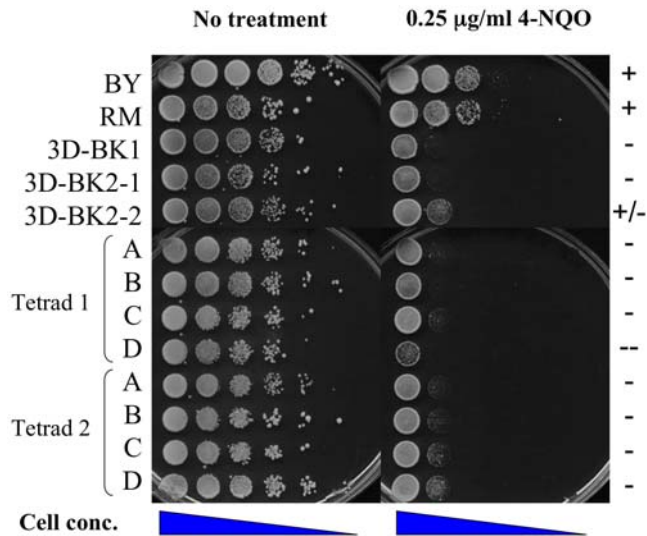 No treatment 0.25 µg/ml 4-NQO
BY +
RM +
3D-BK1 -
3D-BK2-1 -
3D-BK2-2 +/-
Tetrad 1
A -
B -
C -
D --
Tetrad 2
A -
B -
C -
D -
Cell conc.